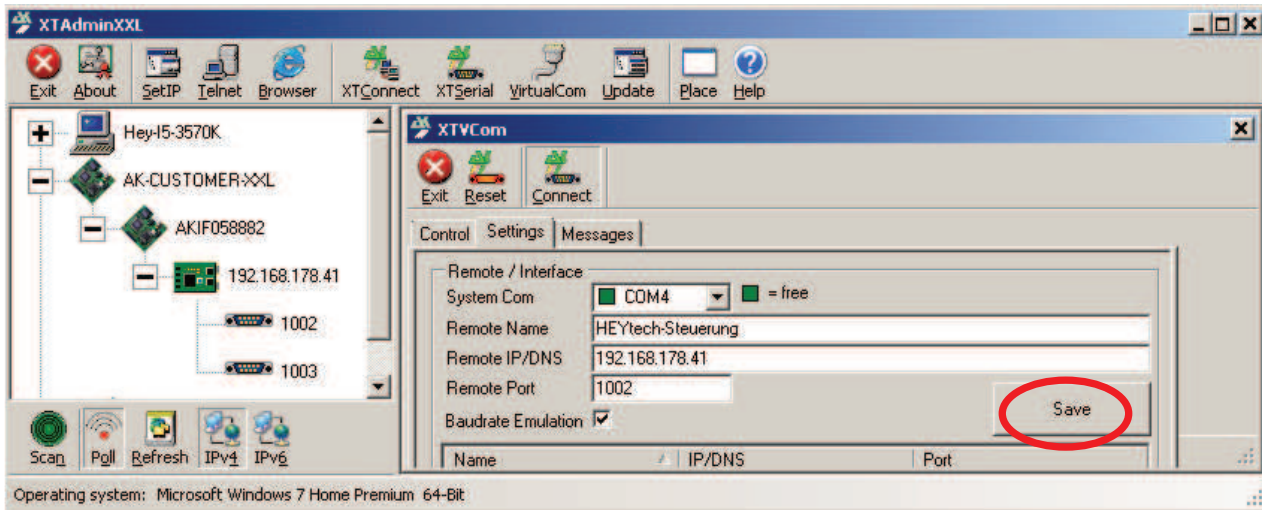 XTAdminXXL
Exit About SetIP Telnet Browser XTConnect XTSerial VirtualCom Update Place Help
Hey-I5-3570K
AK-CUSTOMER-XXL
AKIF058882
192.168.178.41
1002
1003
Scan Poll Refresh IPv4 IPv6
XTVCom
Exit Reset Connect
Control Settings Messages
Remote / Interface
System Com COM4 = free
Remote Name HEYtech-Steuerung
Remote IP/DNS 192.168.178.41
Remote Port 1002
Baudrate Emulation
Save
Name IP/DNS Port
Operating system: Microsoft Windows 7 Home Premium 64-Bit